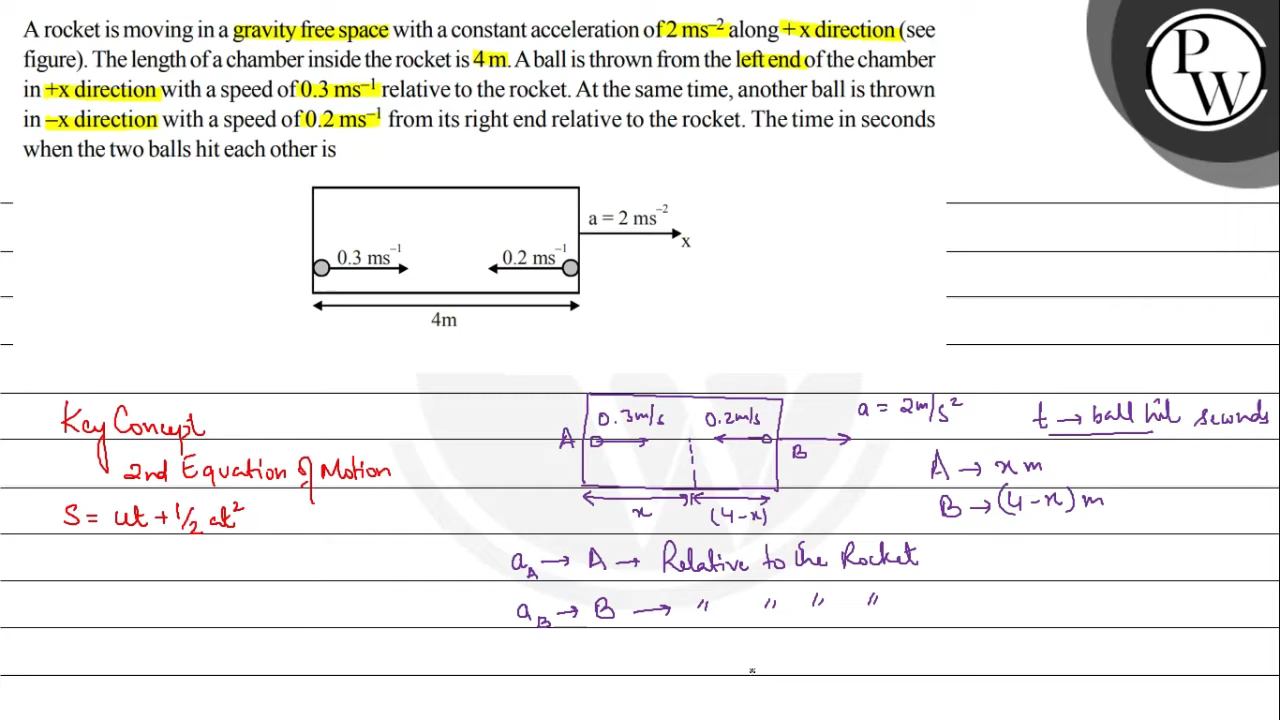 A rocket is moving in a gravity free space with a constant acceleration of 2 ms⁻² along + x direction (see
figure). The length of a chamber inside the rocket is 4 m. A ball is thrown from the left end of the chamber
in +x direction with a speed of 0.3 ms⁻¹ relative to the rocket. At the same time, another ball is thrown
in –x direction with a speed of 0.2 ms⁻¹ from its right end relative to the rocket. The time in seconds
when the two balls hit each other is
P
W
a = 2 ms⁻²
x
0.3 ms⁻¹
0.2 ms⁻¹
4m
Key Concept
2nd Equation of Motion
S = ut + 1/2 at²
0.3m/s
0.2m/s
a = 2m/s²
A
B
x
(4-x)
t → ball hit seconds
A → x m
B → (4-x) m
a_A → A → Relative to the Rocket
a_B → B → " " " "